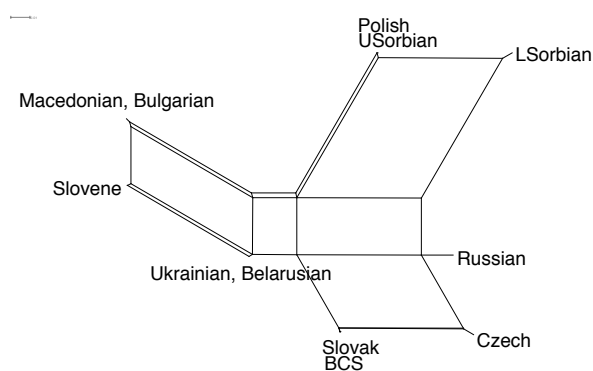 Polish
USorbian
LSorbian
Macedonian, Bulgarian
Slovene
Ukrainian, Belarusian
Russian
Czech
Slovak
BCS